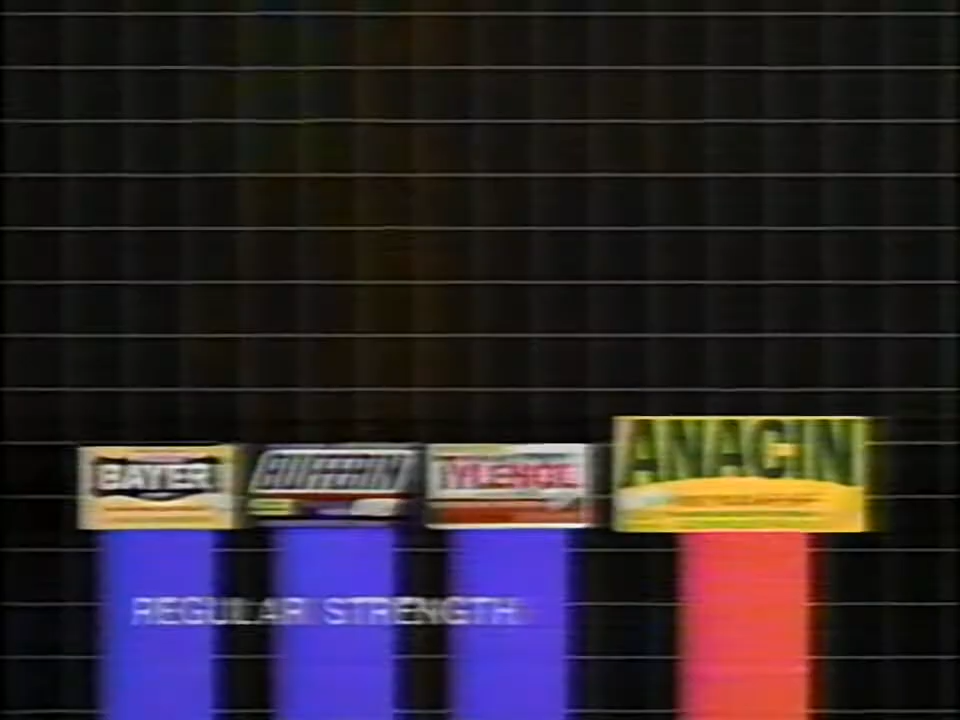 BAYER
BUFFERIN
TYLENOL
ANACIN
REGULAR STRENGTH